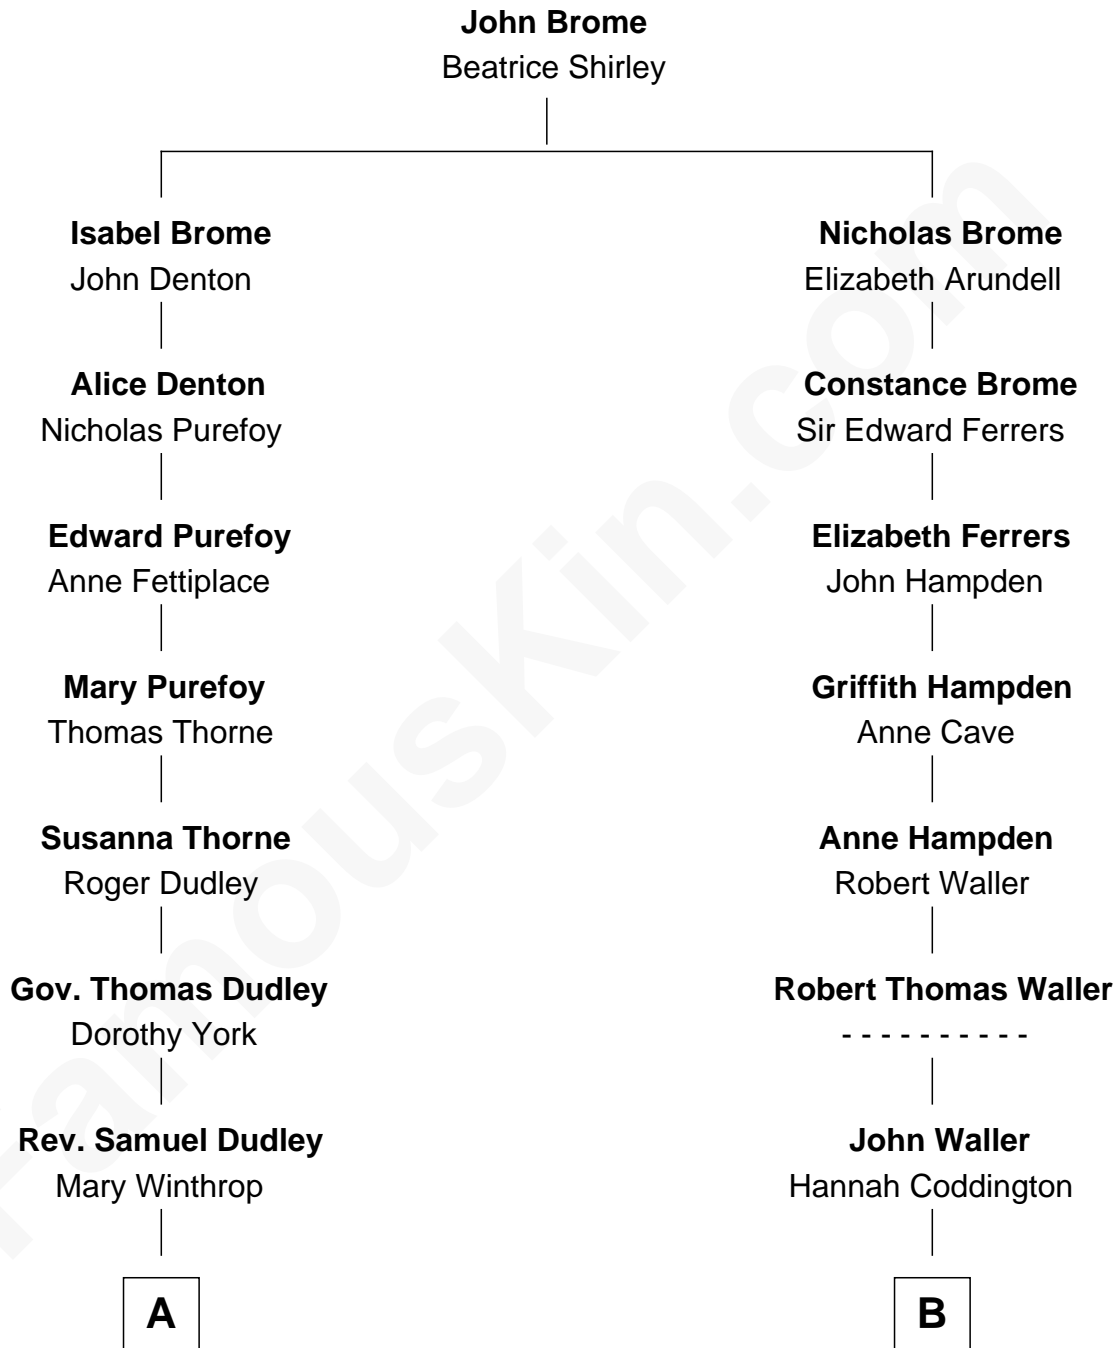 John Brome
Beatrice Shirley
Isabel Brome
John Denton
Nicholas Brome
Elizabeth Arundell
Alice Denton
Nicholas Purefoy
Constance Brome
Sir Edward Ferrers
Edward Purefoy
Anne Fettiplace
Elizabeth Ferrers
John Hampden
Mary Purefoy
Thomas Thorne
Griffith Hampden
Anne Cave
Susanna Thorne
Roger Dudley
Anne Hampden
Robert Waller
Gov. Thomas Dudley
Dorothy York
Robert Thomas Waller
- - - - - - - - - -
Rev. Samuel Dudley
Mary Winthrop
John Waller
Hannah Coddington
A
B
FamousKin.com